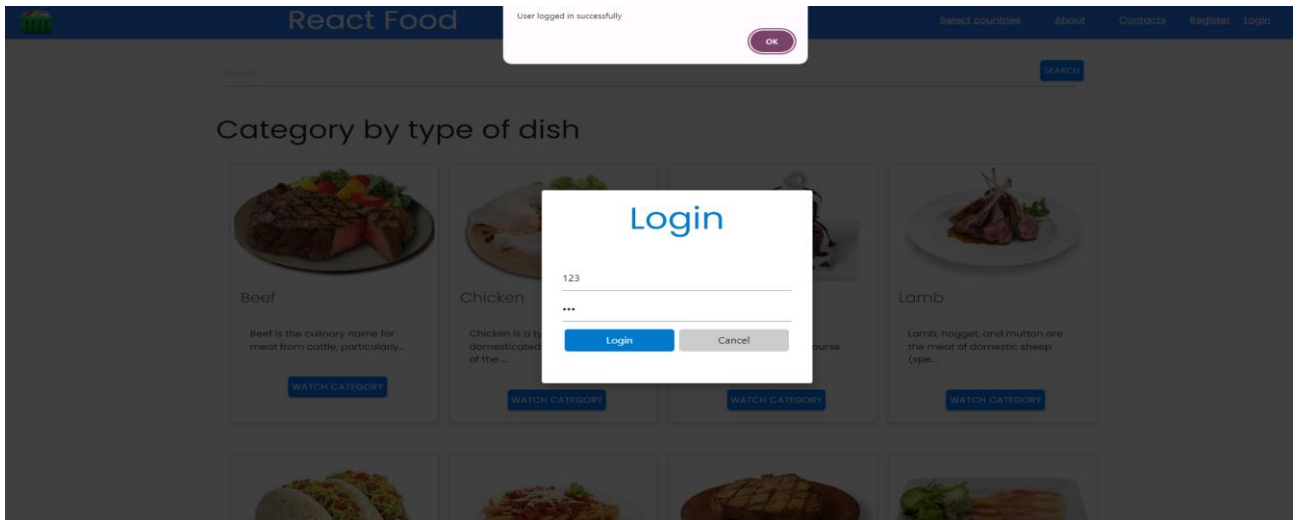 React Food
User logged in successfully
OK
Select countries About Contacts Register Login
search
SEARCH
Category by type of dish
Login
123
•••
Login Cancel
Beef
Beef is the culinary name for
meat from cattle, particularly...
WATCH CATEGORY
Chicken
Chicken is a ty
domesticated
of the ...
WATCH CATEGORY
ourse
WATCH CATEGORY
Lamb
Lamb, hogget, and mutton are
the meat of domestic sheep
(spe...
WATCH CATEGORY